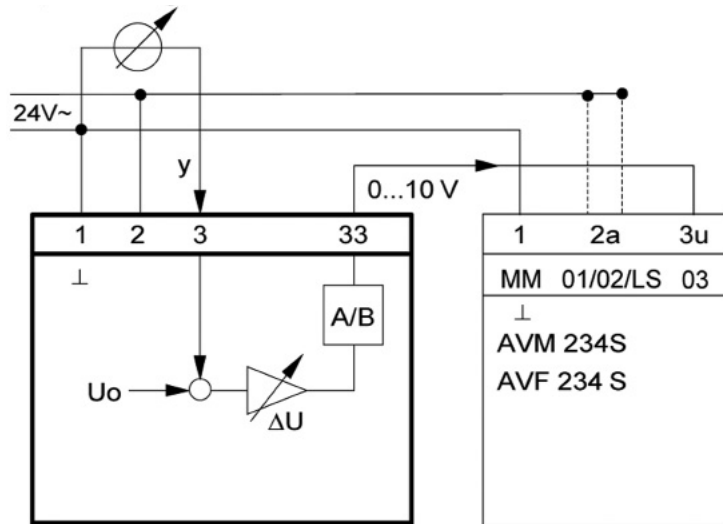 24V~
y
0...10 V
1 2 3 33
1 2a 3u
MM 01/02/LS 03
⊥
⊥
A/B
AVM 234S
AVF 234 S
Uo
ΔU